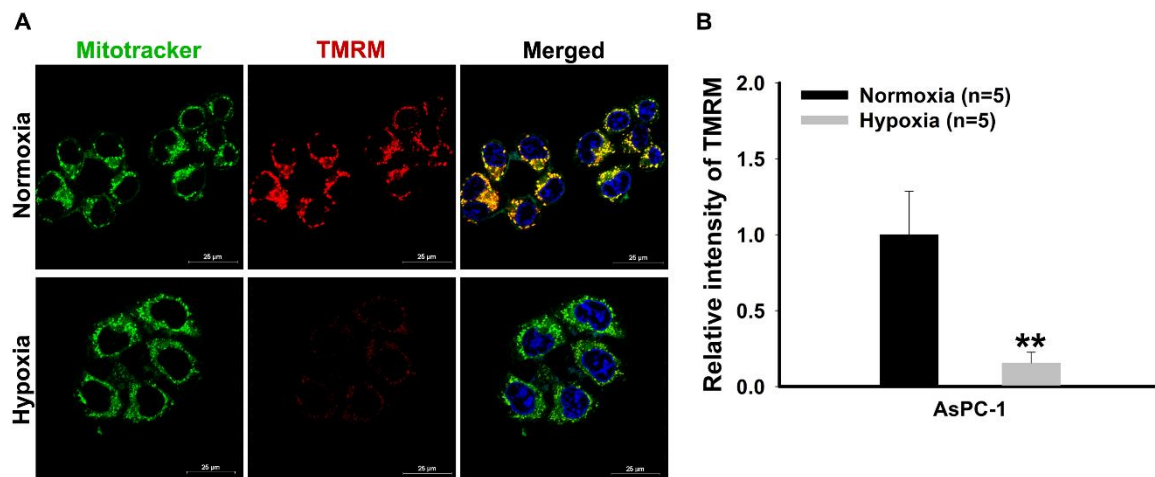 A
Mitotracker
TMRM
Merged
Normoxia
25 µm
25 µm
25 µm
Hypoxia
25 µm
25 µm
25 µm
B
Relative intensity of TMRM
2.0
1.5
1.0
0.5
0.0
Normoxia (n=5)
Hypoxia (n=5)
**
AsPC-1